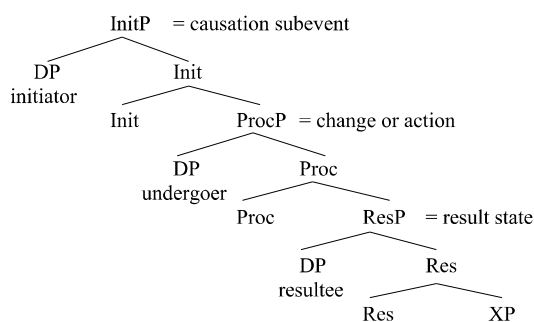 InitP = causation subevent
DP Init
initiator
Init ProcP = change or action
DP Proc
undergoer
Proc ResP = result state
DP Res
resultee
Res XP